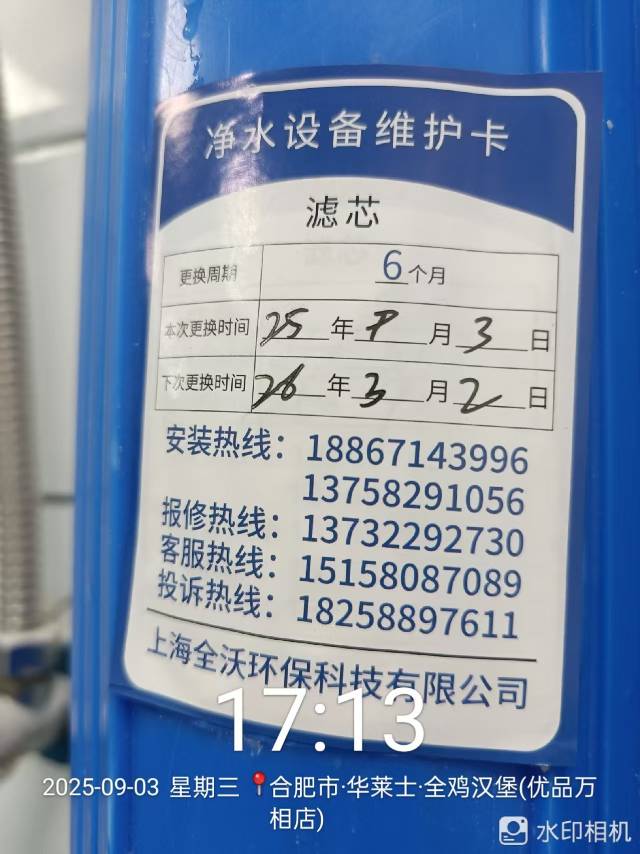 净水设备维护卡
滤芯
更换周期 6个月
本次更换时间 25年9月3日
下次更换时间 26年3月2日
安装热线：18867143996
13758291056
报修热线：13732292730
客服热线：15158087089
投诉热线：18258897611
上海全沃环保科技有限公司
17:13
2025-09-03 星期三 📍合肥市·华莱士·全鸡汉堡(优品万
相店)
水印相机